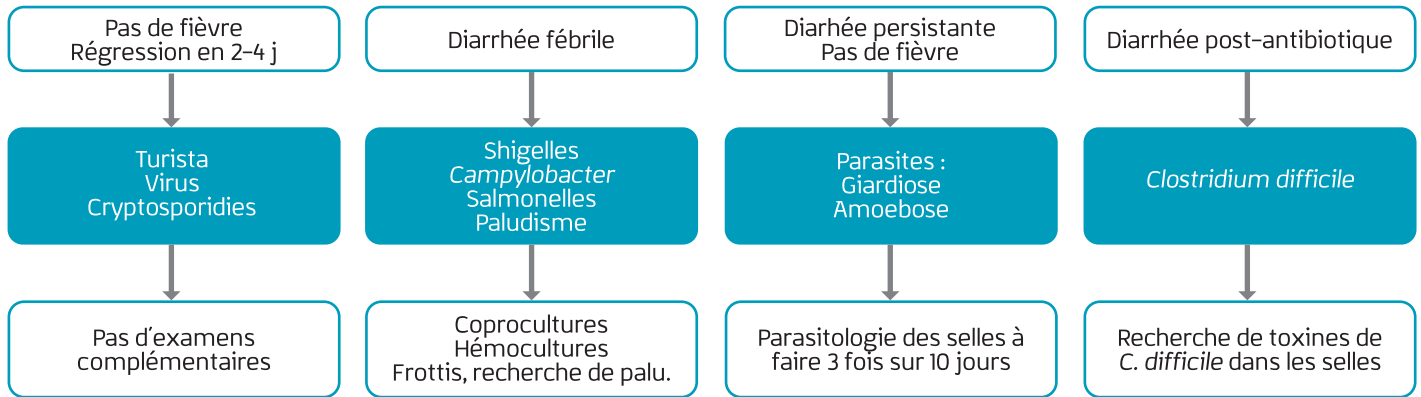 Pas de fièvre
Régression en 2-4 j
Diarrhée fébrile
Diarhée persistante
Pas de fièvre
Diarrhée post-antibiotique
Turista
Virus
Cryptosporidies
Shigelles
Campylobacter
Salmonelles
Paludisme
Parasites :
Giardiose
Amoebose
Clostridium difficile
Pas d'examens
complémentaires
Coprocultures
Hémocultures
Frottis, recherche de palu.
Parasitologie des selles à
faire 3 fois sur 10 jours
Recherche de toxines de
C. difficile dans les selles